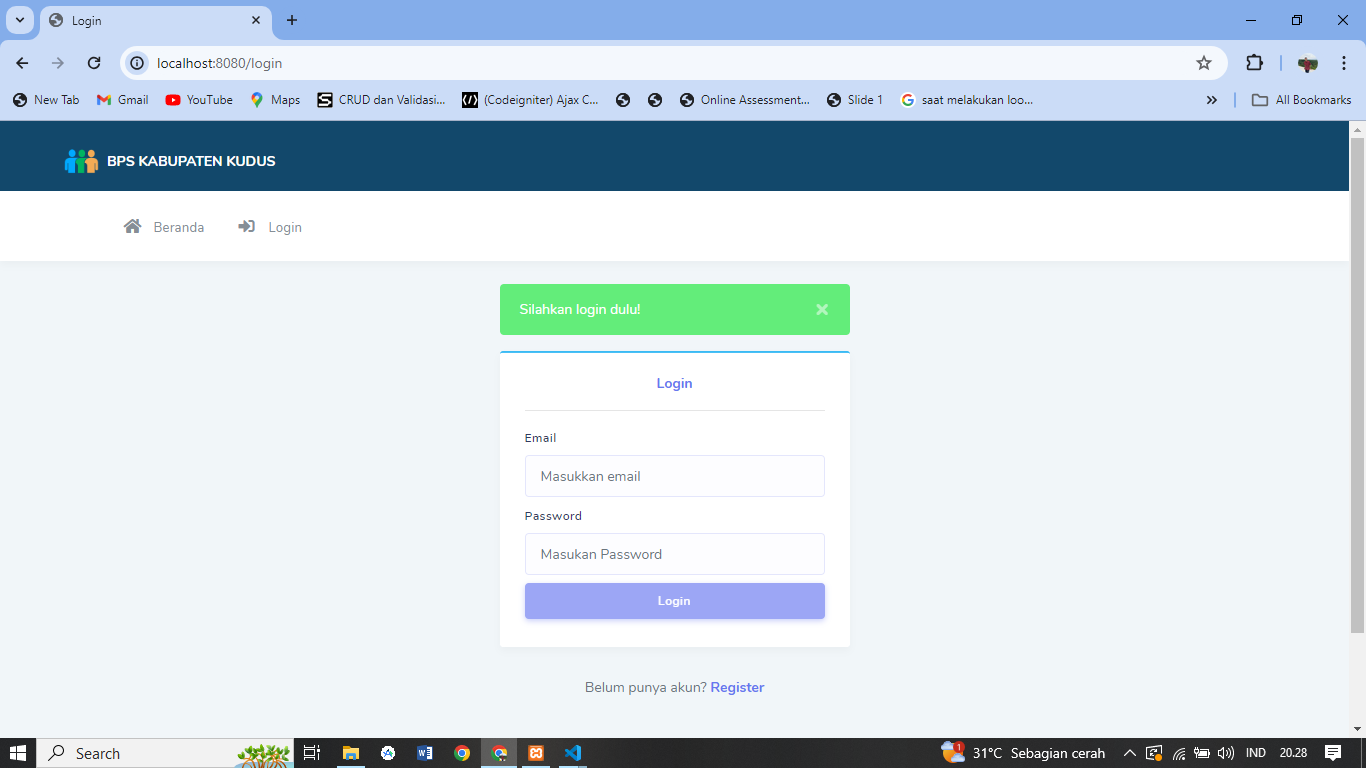 Login
localhost:8080/login
New Tab Gmail YouTube Maps CRUD dan Validasi... (Codeigniter) Ajax C... Online Assessment... Slide 1 saat melakukan loo... » All Bookmarks
BPS KABUPATEN KUDUS
Beranda Login
Silahkan login dulu! ×
Login
Email
Masukkan email
Password
Masukan Password
Login
Belum punya akun? Register
Search 1 31°C Sebagian cerah IND 20.28